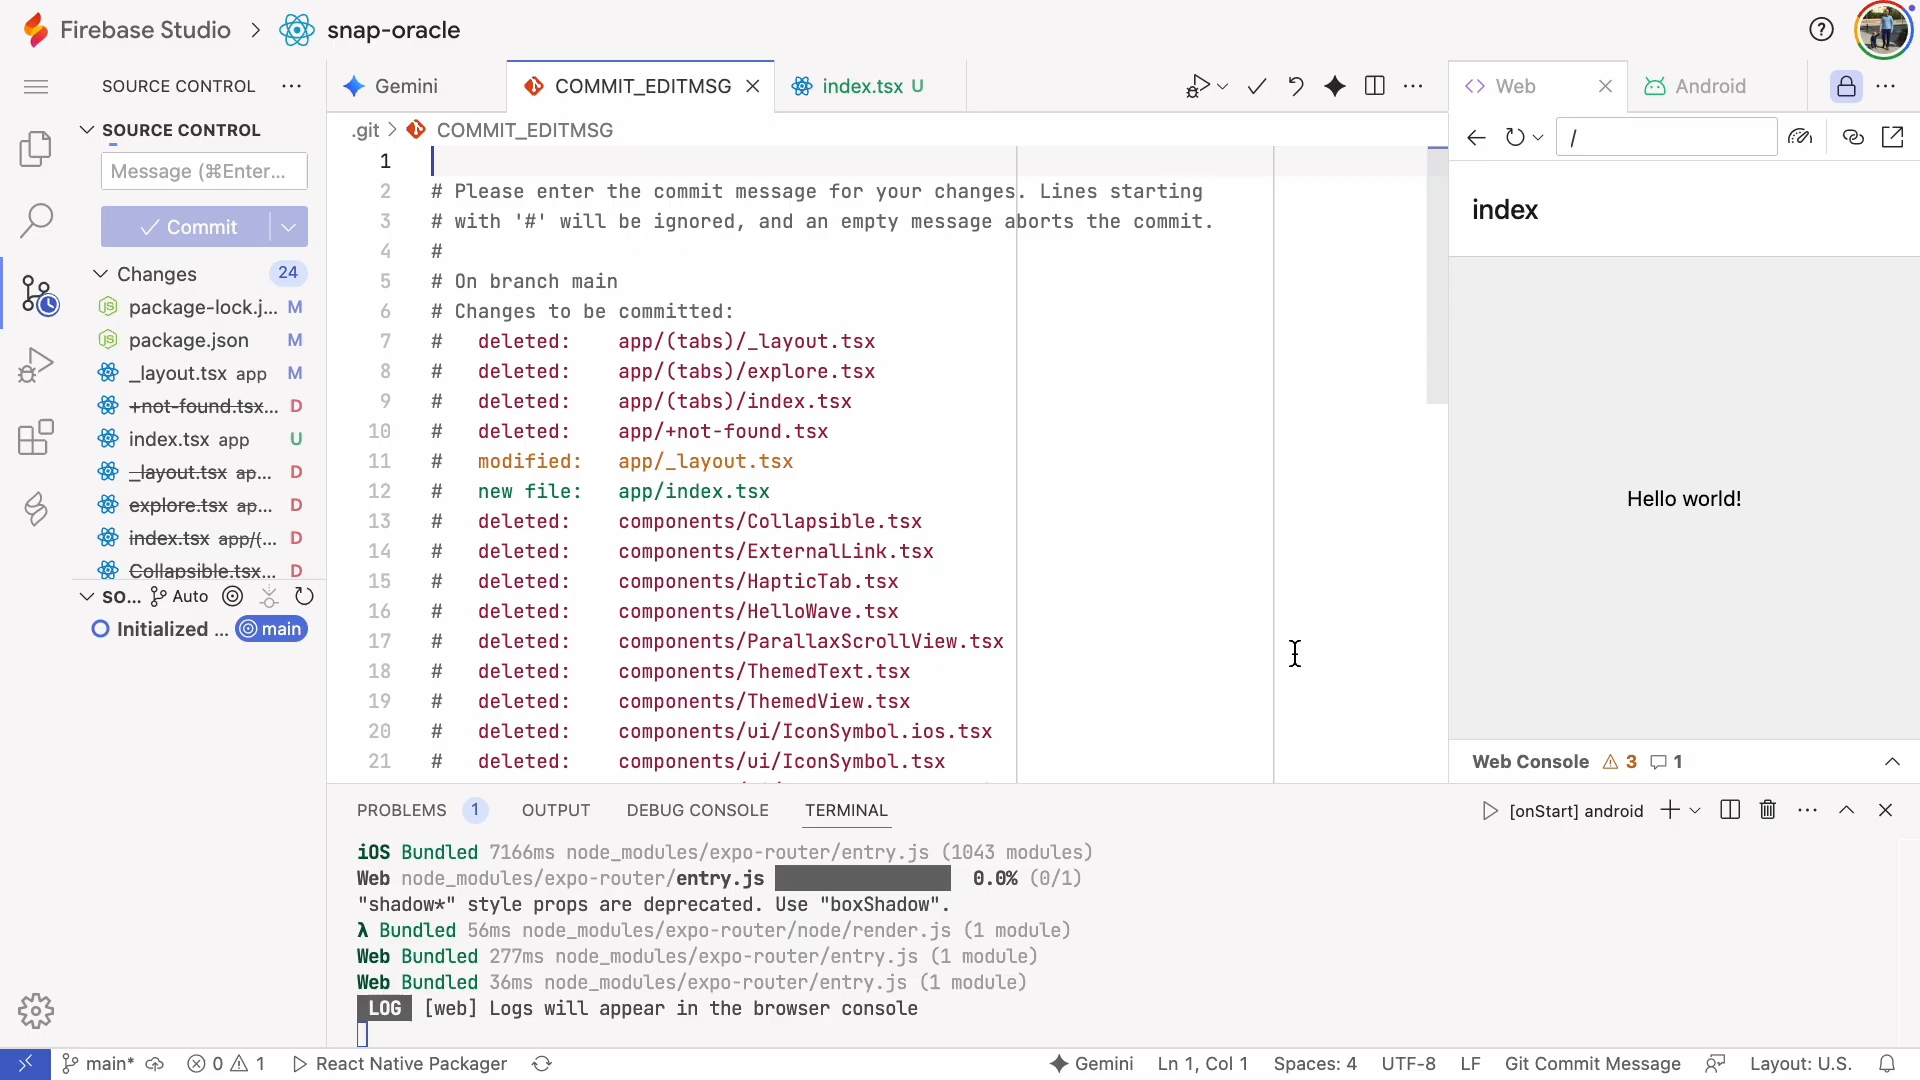 Firebase Studio > snap-oracle
SOURCE CONTROL
SOURCE CONTROL
Message (⌘Enter...
Commit
Changes 24
package-lock.j... M
package.json M
_layout.tsx app M
+not-found.tsx... D
index.tsx app U
_layout.tsx ap... D
explore.tsx ap... D
index.tsx app/(... D
Collapsible.tsx... D
SO... Auto
Initialized ... main
Gemini
COMMIT_EDITMSG
index.tsx U
.git > COMMIT_EDITMSG
1
2 # Please enter the commit message for your changes. Lines starting
3 # with '#' will be ignored, and an empty message aborts the commit.
4 #
5 # On branch main
6 # Changes to be committed:
7 # deleted: app/(tabs)/_layout.tsx
8 # deleted: app/(tabs)/explore.tsx
9 # deleted: app/(tabs)/index.tsx
10 # deleted: app/+not-found.tsx
11 # modified: app/_layout.tsx
12 # new file: app/index.tsx
13 # deleted: components/Collapsible.tsx
14 # deleted: components/ExternalLink.tsx
15 # deleted: components/HapticTab.tsx
16 # deleted: components/HelloWave.tsx
17 # deleted: components/ParallaxScrollView.tsx
18 # deleted: components/ThemedText.tsx
19 # deleted: components/ThemedView.tsx
20 # deleted: components/ui/IconSymbol.ios.tsx
21 # deleted: components/ui/IconSymbol.tsx
Web
Android
/
index
Hello world!
Web Console 3 1
PROBLEMS 1 OUTPUT DEBUG CONSOLE TERMINAL
[onStart] android
iOS Bundled 7166ms node_modules/expo-router/entry.js (1043 modules)
Web node_modules/expo-router/entry.js 0.0% (0/1)
"shadow*" style props are deprecated. Use "boxShadow".
λ Bundled 56ms node_modules/expo-router/node/render.js (1 module)
Web Bundled 277ms node_modules/expo-router/entry.js (1 module)
Web Bundled 36ms node_modules/expo-router/entry.js (1 module)
LOG [web] Logs will appear in the browser console
main* 0 1 React Native Packager
Gemini Ln 1, Col 1 Spaces: 4 UTF-8 LF Git Commit Message Layout: U.S.